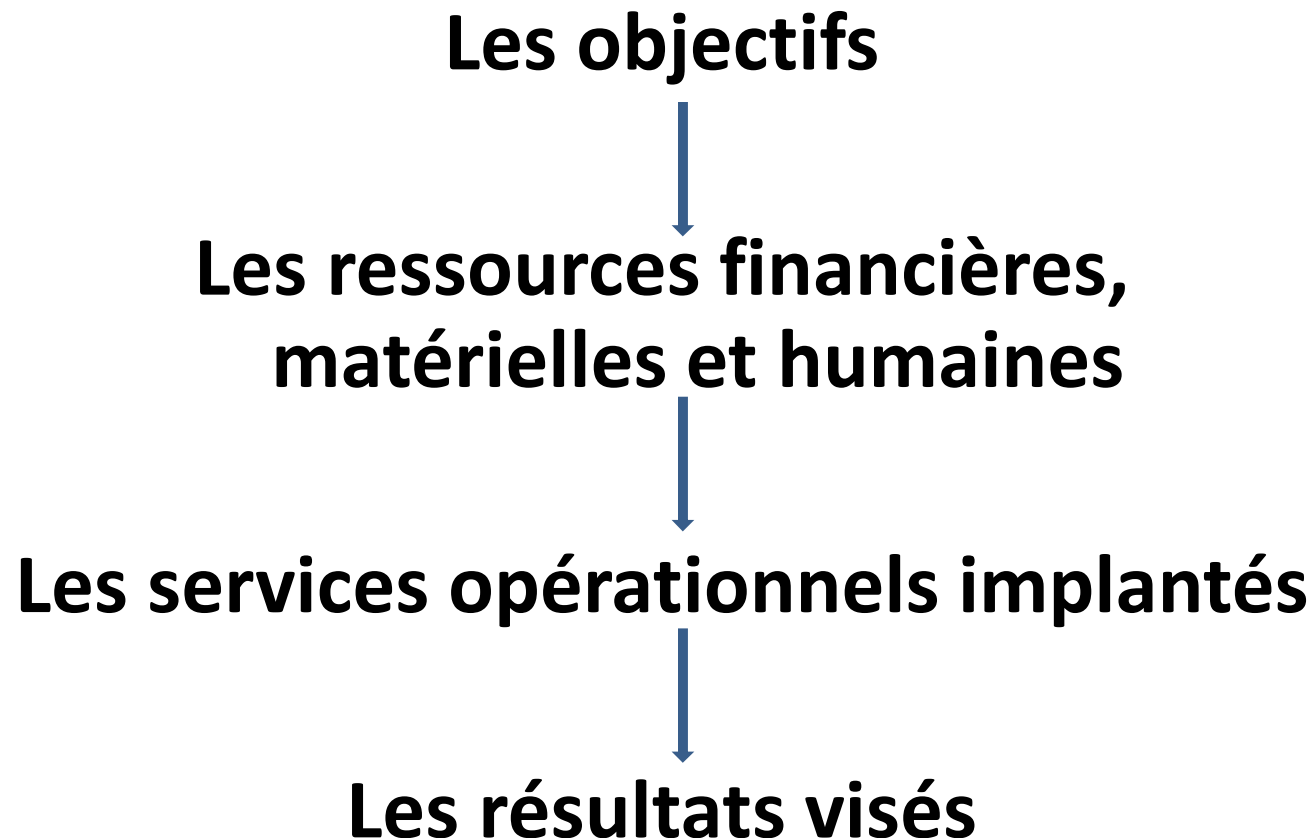 Les objectifs
Les ressources financières,
matérielles et humaines
Les services opérationnels implantés
Les résultats visés